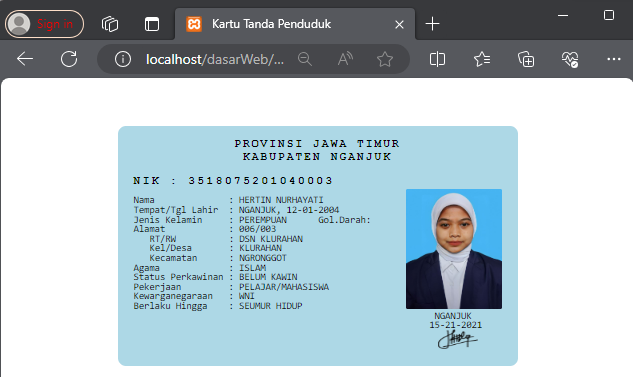 Sign in
Kartu Tanda Penduduk
localhost/dasarWeb/...
PROVINSI JAWA TIMUR
KABUPATEN NGANJUK
NIK : 3518075201040003
Nama : HERTIN NURHAYATI
Tempat/Tgl Lahir : NGANJUK, 12-01-2004
Jenis Kelamin : PEREMPUAN Gol.Darah:
Alamat : 006/003
RT/RW : DSN KLURAHAN
Kel/Desa : KLURAHAN
Kecamatan : NGRONGGOT
Agama : ISLAM
Status Perkawinan : BELUM KAWIN
Pekerjaan : PELAJAR/MAHASISWA
Kewarganegaraan : WNI
Berlaku Hingga : SEUMUR HIDUP
NGANJUK
15-21-2021